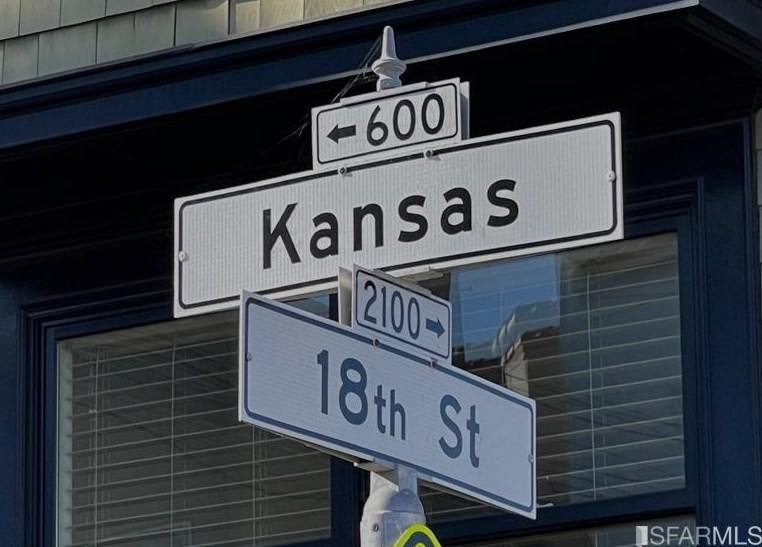 ← 600
Kansas
2100 →
18th St
SFARMLS